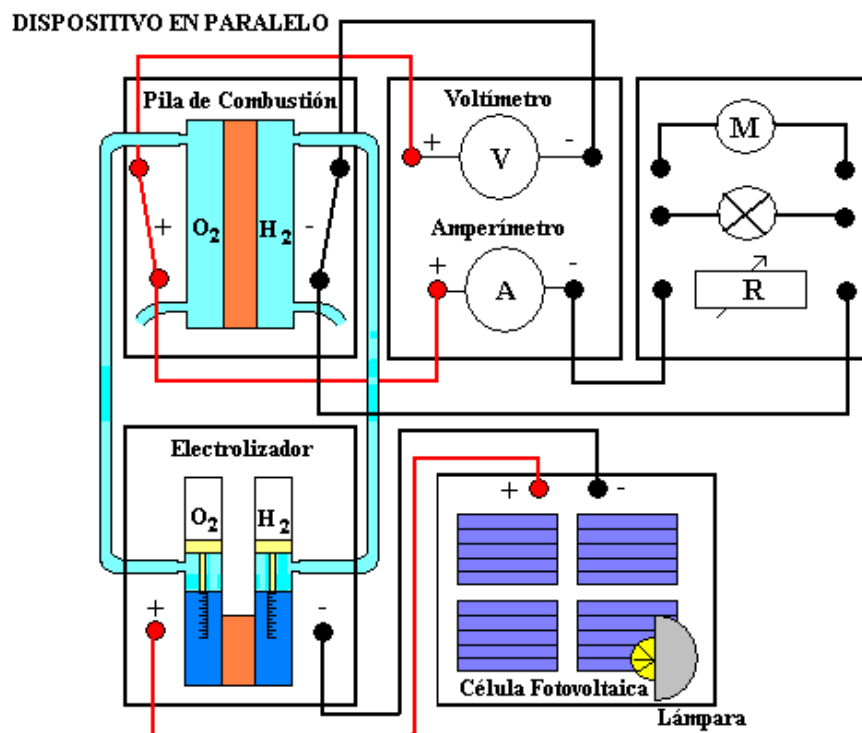 DISPOSITIVO EN PARALELO
Pila de Combustión
+
-
O2
H2
Voltímetro
+
-
V
Amperímetro
+
-
A
M
R
Electrolizador
O2
H2
+
-
+
-
Célula Fotovoltaica
Lámpara